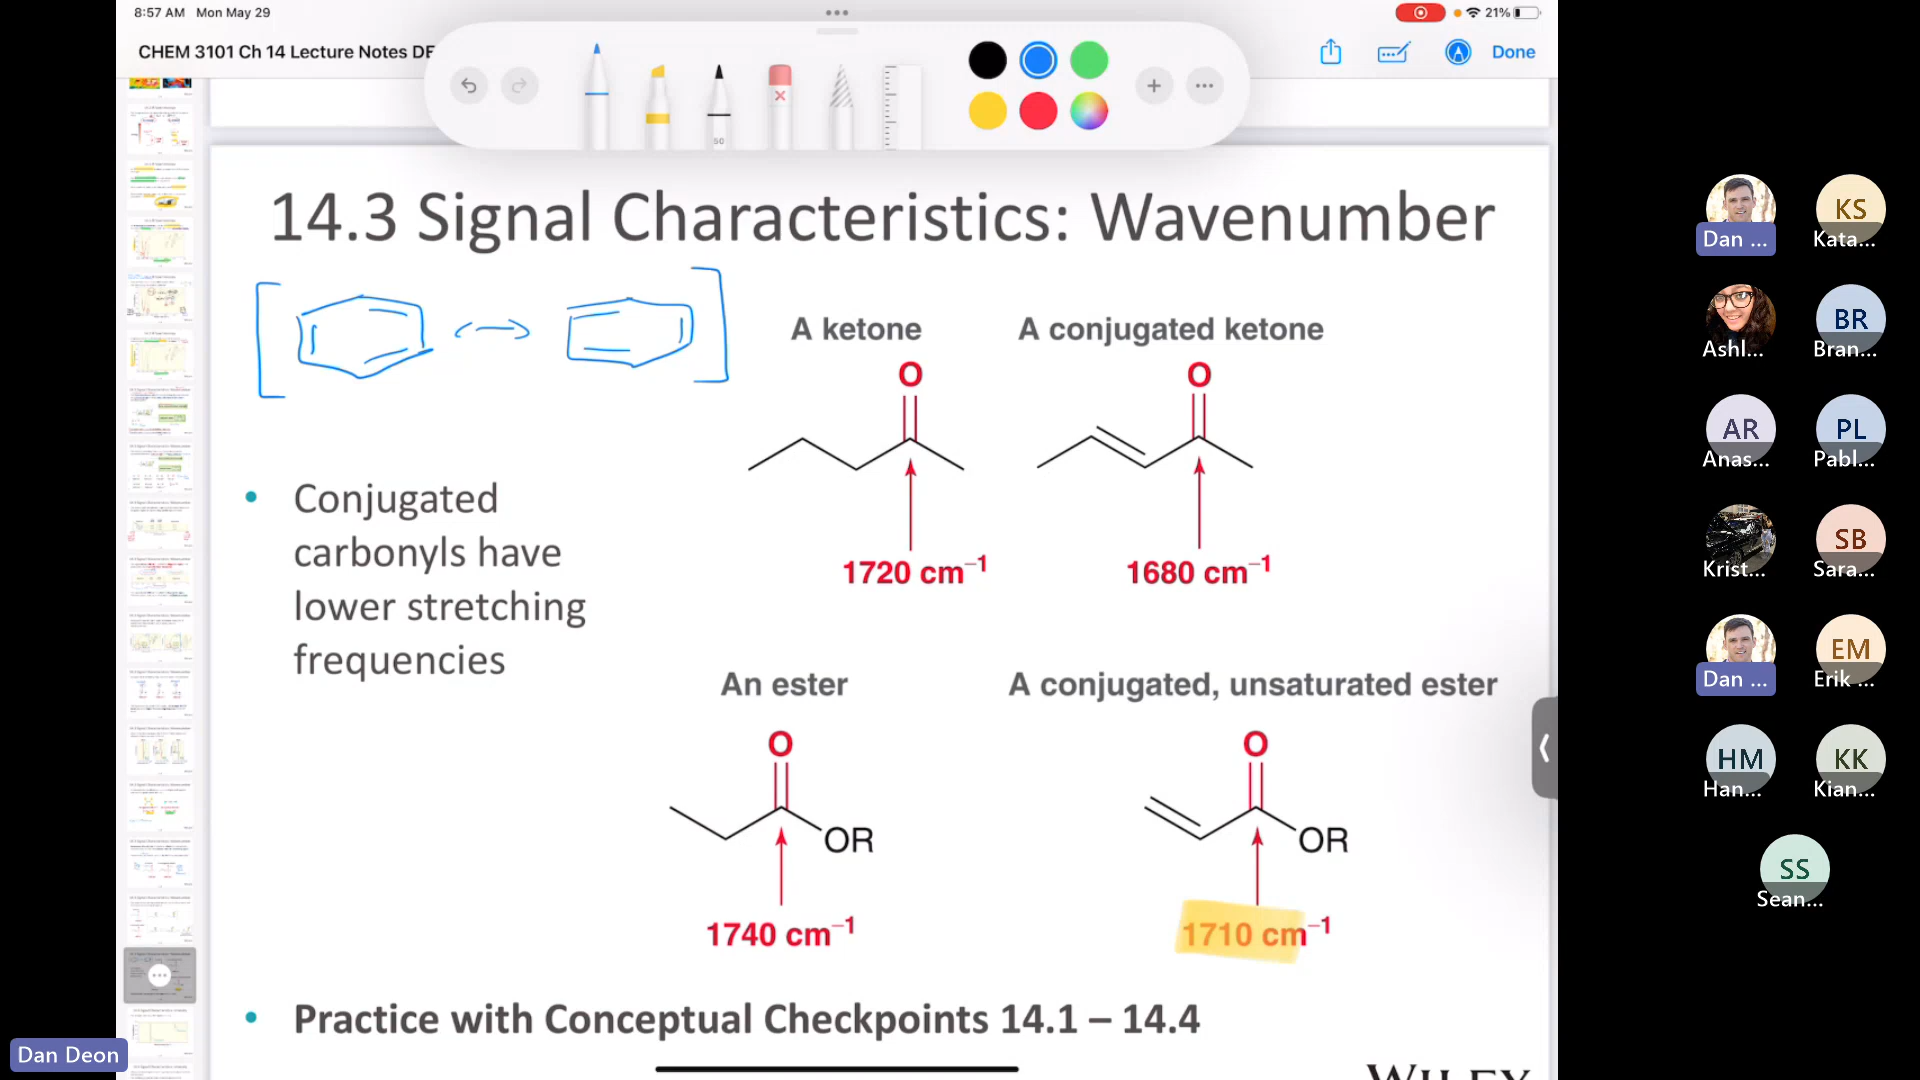 8:57 AM Mon May 29
21%
CHEM 3101 Ch 14 Lecture Notes DE
50
Done
14.3 Signal Characteristics: Wavenumber
A ketone
A conjugated ketone
O
O
1720 cm⁻¹
1680 cm⁻¹
• Conjugated
carbonyls have
lower stretching
frequencies
An ester
A conjugated, unsaturated ester
O
O
OR
OR
1740 cm⁻¹
1710 cm⁻¹
• Practice with Conceptual Checkpoints 14.1 – 14.4
WILEY
Dan Deon
Dan ...
KS
Kata...
Ashl...
BR
Bran...
AR
Anas...
PL
Pabl...
Krist...
SB
Sara...
Dan ...
EM
Erik ...
HM
Han...
KK
Kian...
SS
Sean...